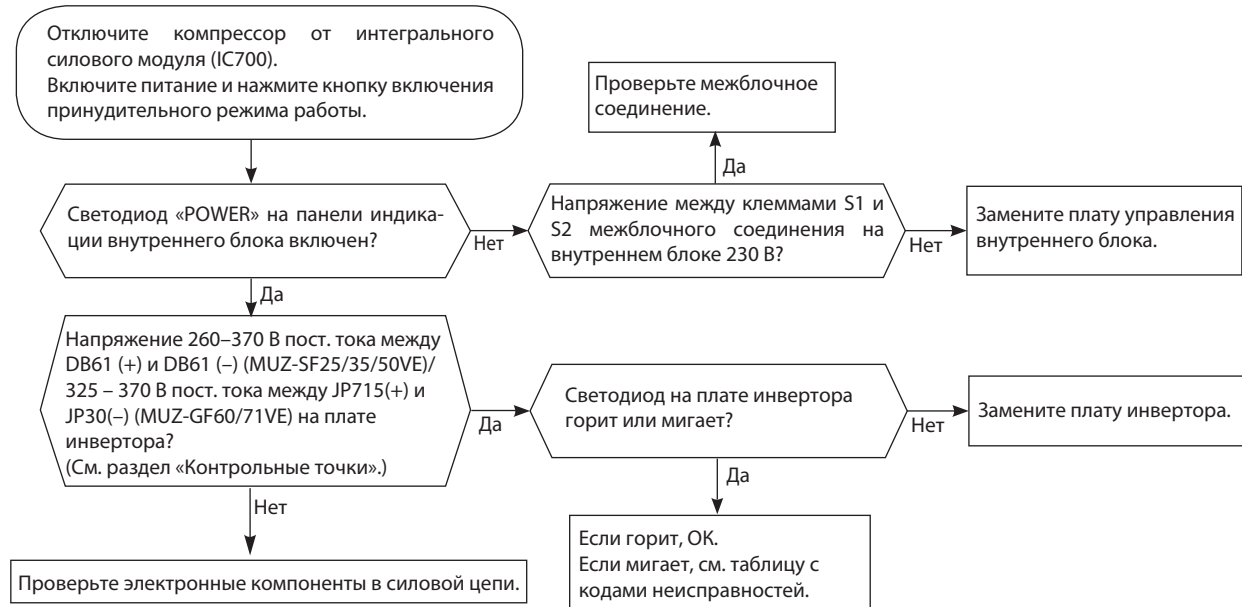 Отключите компрессор от интегрального
силового модуля (IC700).
Включите питание и нажмите кнопку включения
принудительного режима работы.
Проверьте межблочное
соединение.
Да
Светодиод «POWER» на панели индика-
ции внутреннего блока включен?
Нет
Напряжение между клеммами S1 и
S2 межблочного соединения на
внутреннем блоке 230 В?
Нет
Замените плату управления
внутреннего блока.
Да
Напряжение 260–370 В пост. тока между
DB61 (+) и DB61 (–) (MUZ-SF25/35/50VE)/
325 – 370 В пост. тока между JP715(+) и
JP30(–) (MUZ-GF60/71VE) на плате
инвертора?
(См. раздел «Контрольные точки».)
Да
Светодиод на плате инвертора
горит или мигает?
Нет
Замените плату инвертора.
Да
Нет
Если горит, OK.
Если мигает, см. таблицу с
кодами неисправностей.
Проверьте электронные компоненты в силовой цепи.